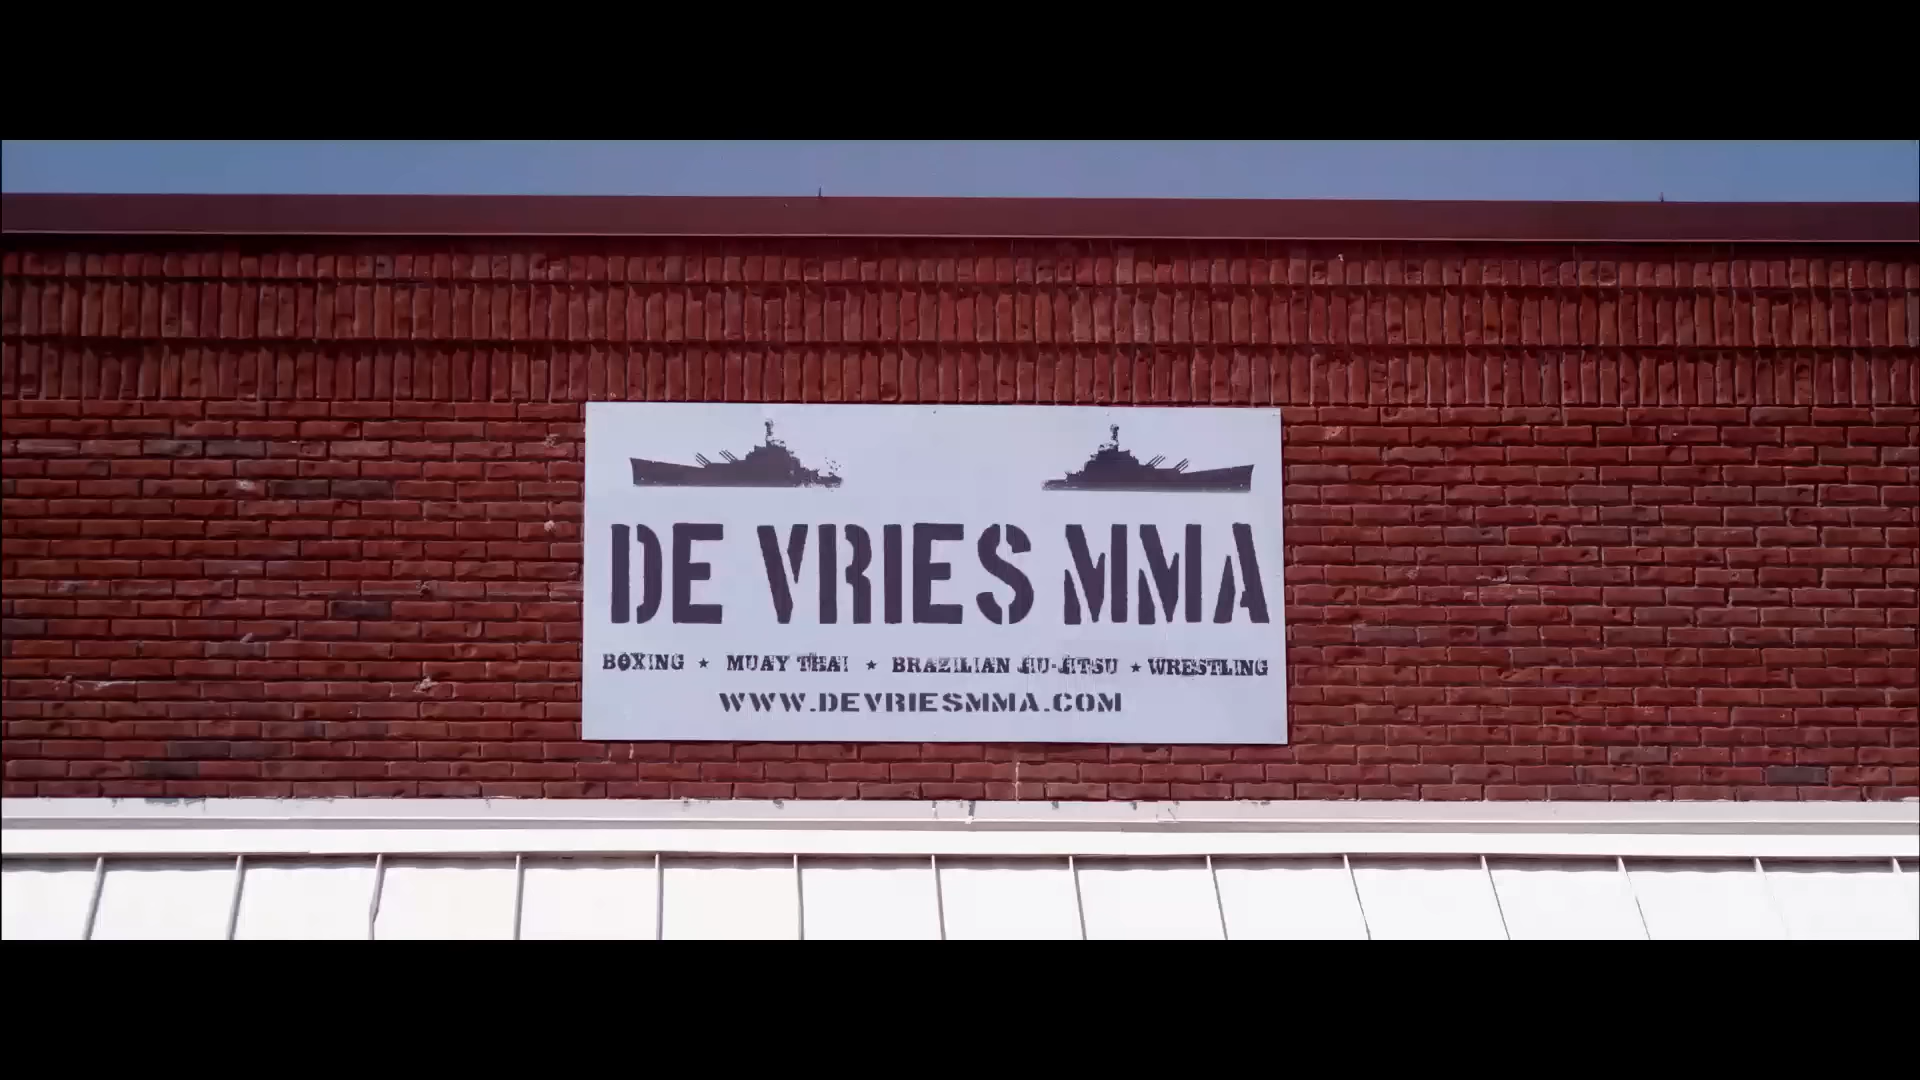 DE VRIES MMA
BOXING ★ MUAY THAI ★ BRAZILIAN JIU-JITSU ★ WRESTLING
WWW.DEVRIESMMA.COM